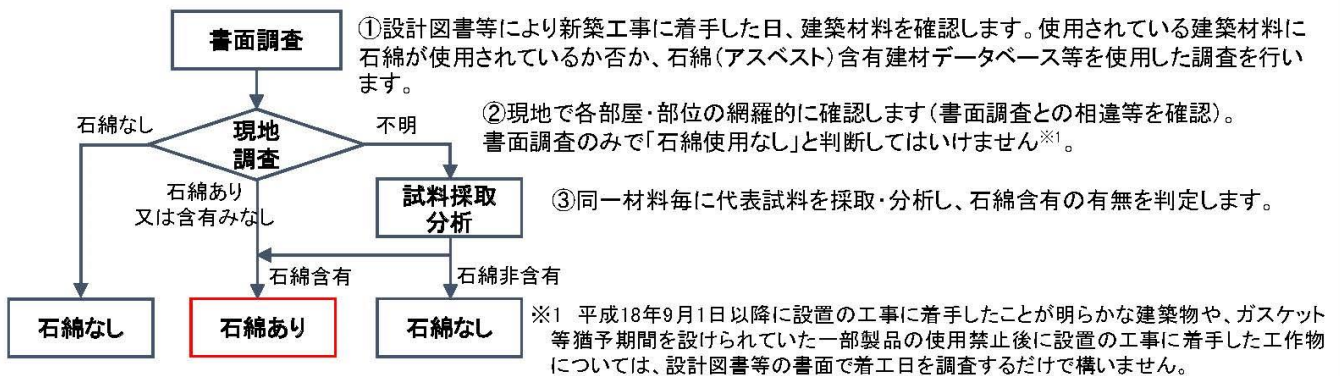 書面調査
①設計図書等により新築工事に着手した日、建築材料を確認します。使用されている建築材料に
石綿が使用されているか否か、石綿(アスベスト)含有建材データベース等を使用した調査を行い
ます。
石綿なし
現地
調査
不明
②現地で各部屋・部位の網羅的に確認します(書面調査との相違等を確認)。
書面調査のみで「石綿使用なし」と判断してはいけません※1。
石綿あり
又は含有みなし
試料採取
分析
③同一材料毎に代表試料を採取・分析し、石綿含有の有無を判定します。
石綿含有
石綿非含有
石綿なし
石綿あり
石綿なし
※1 平成18年9月1日以降に設置の工事に着手したことが明らかな建築物や、ガスケット
等猶予期間を設けられていた一部製品の使用禁止後に設置の工事に着手した工作物
については、設計図書等の書面で着工日を調査するだけで構いません。